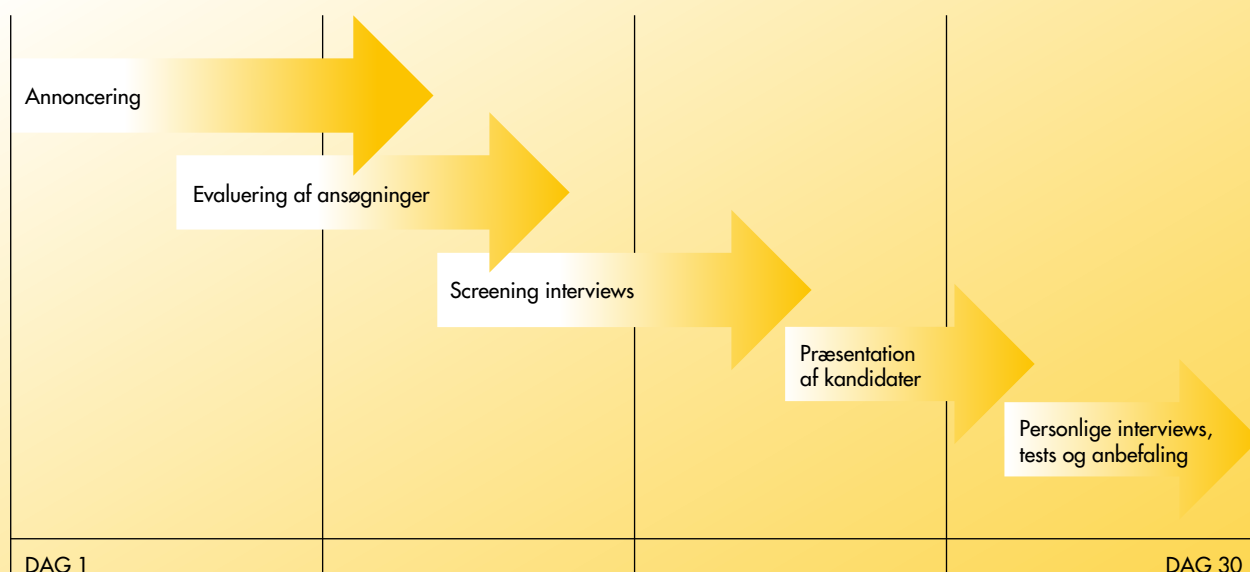 Annoncering
Evaluering af ansøgninger
Screening interviews
Præsentation
af kandidater
Personlige interviews,
tests og anbefaling
DAG 1
DAG 30